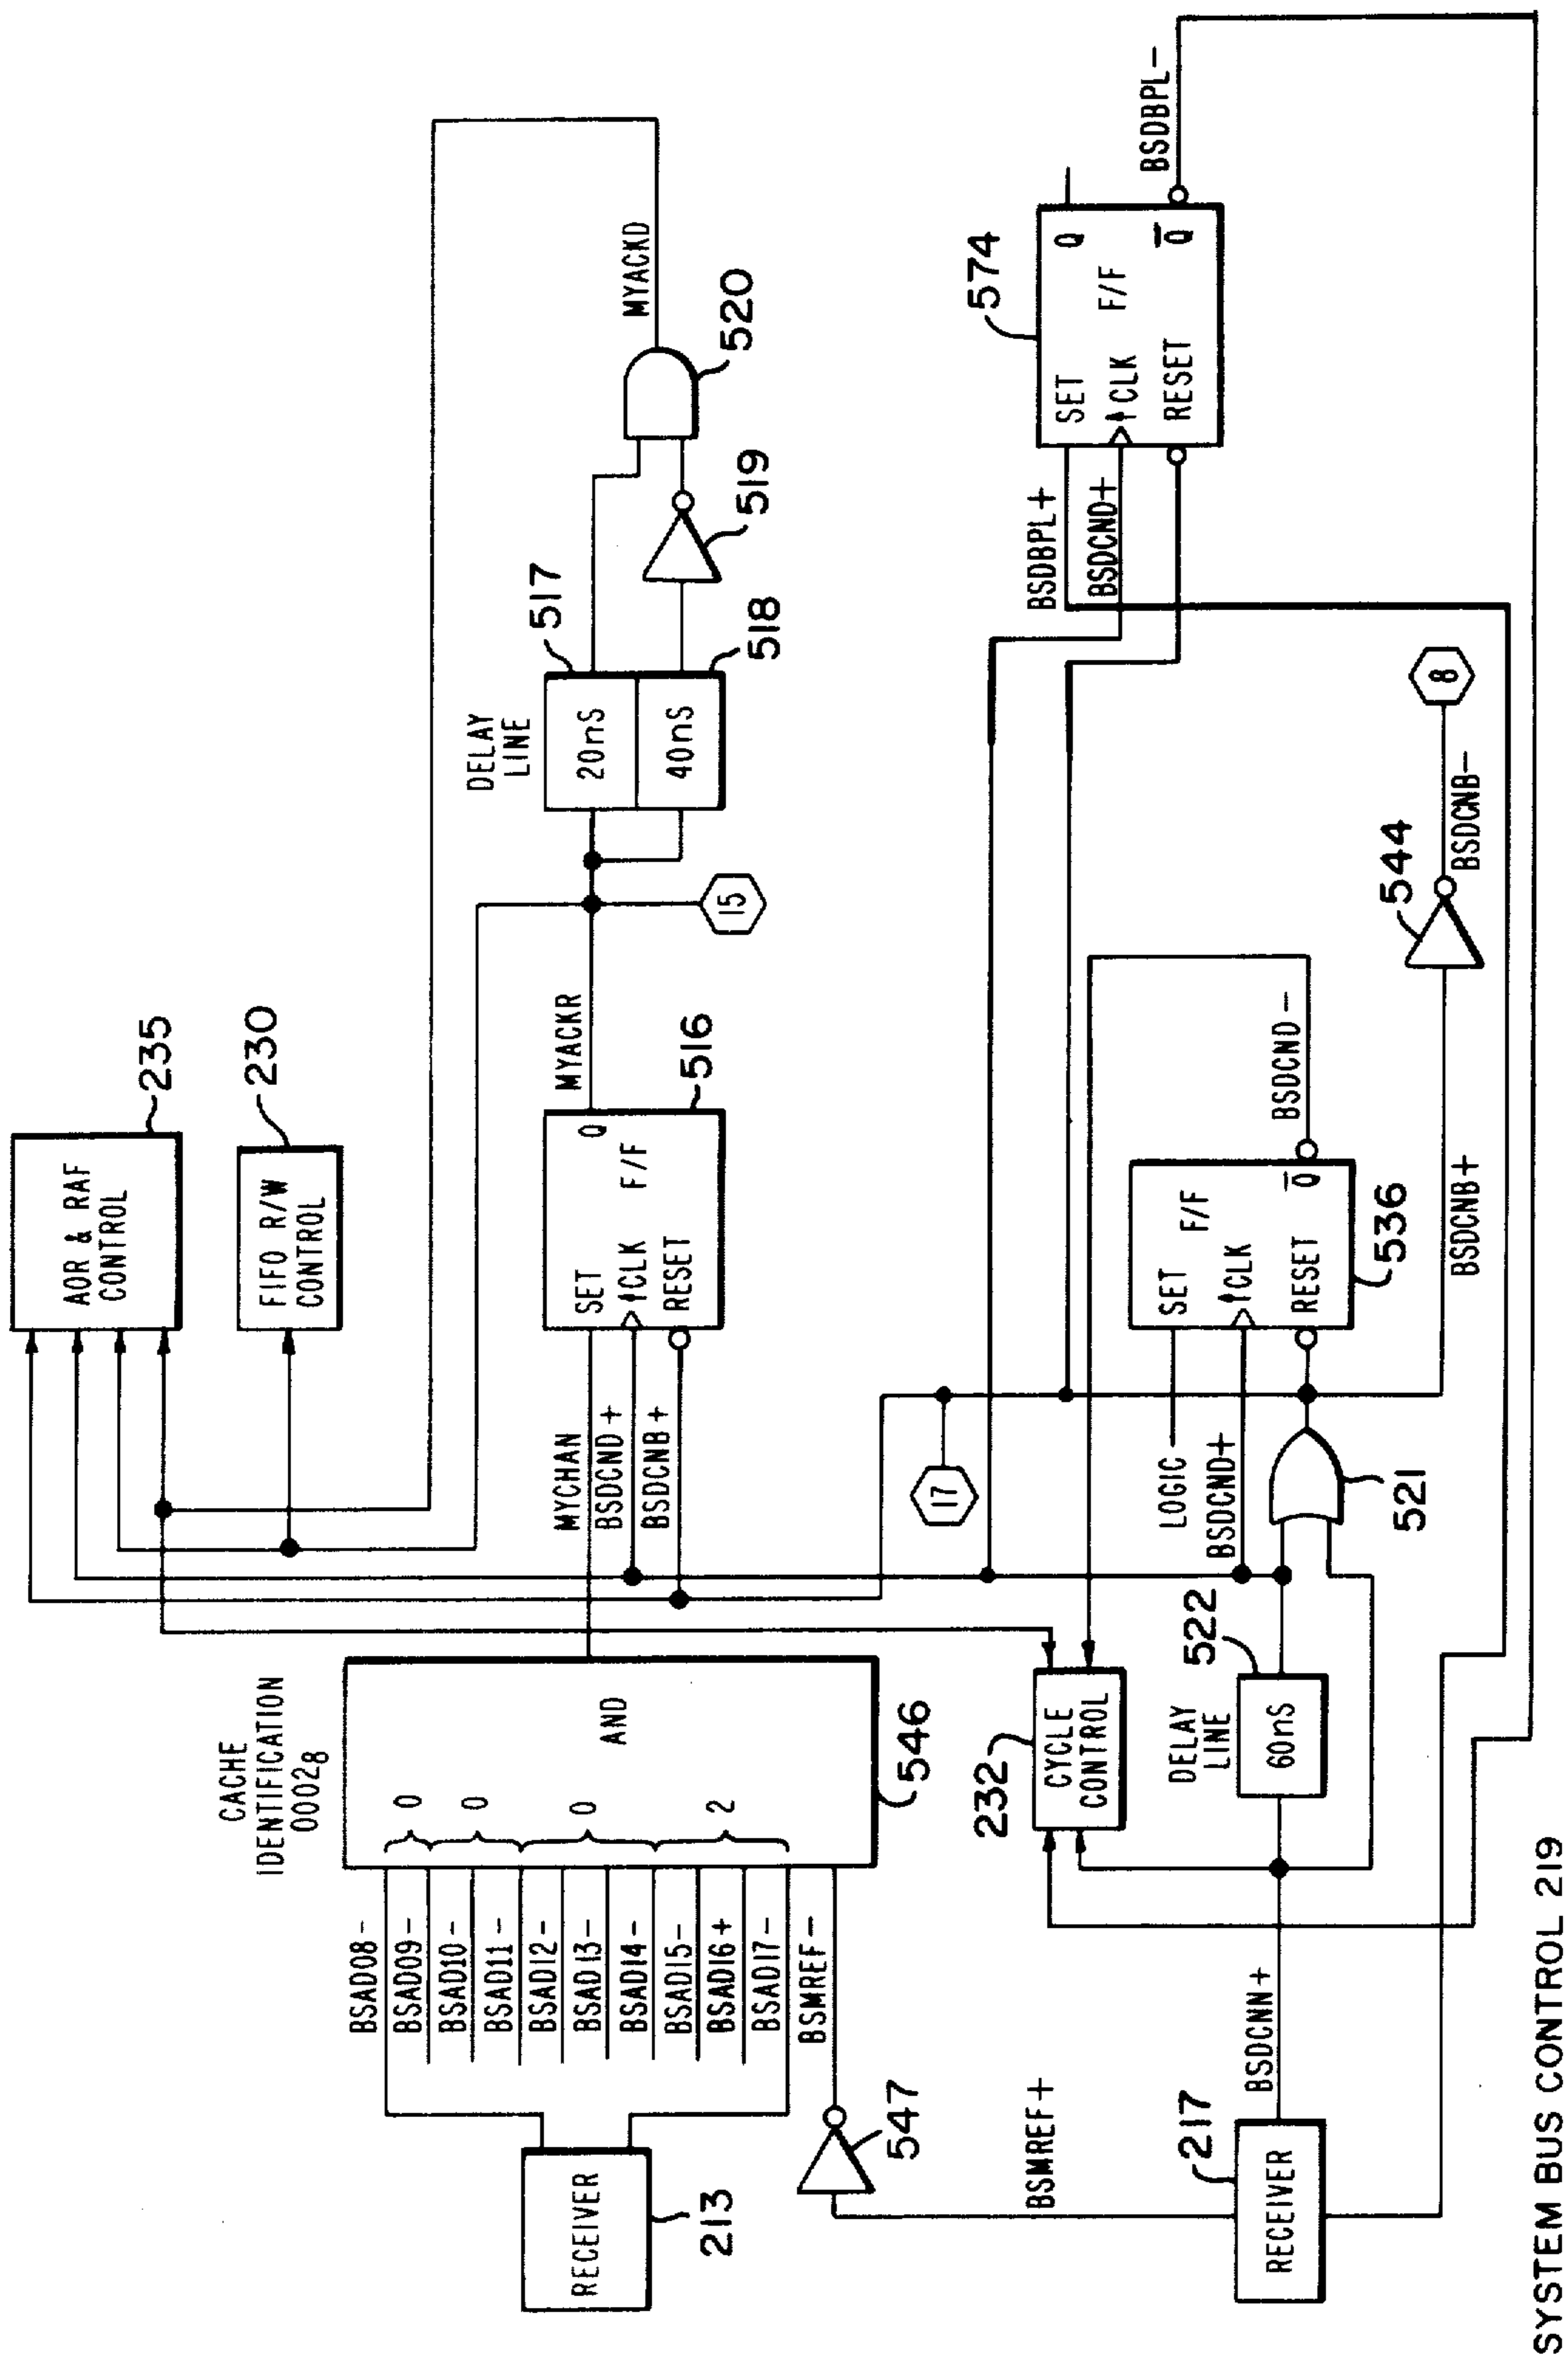 CACHE
IDENTIFICATION
0002₈
BSAD08-
BSAD09-
BSAD10-
BSAD11-
BSAD12-
BSAD13-
BSAD14-
BSAD15-
BSAD16+
BSAD17-
BSMREF-
0
0
0
2
AND
546
RECEIVER
213
547
BSMREF+
RECEIVER
217
BSDCNN+
AOR & RAF
CONTROL
235
FIFO R/W
CONTROL
230
MYCHAN
BSDCND+
BSDCNB+
SET
CLK
RESET
F/F
Q
516
MYACKR
15
DELAY
LINE
20nS
40nS
517
518
519
520
MYACKD
232
CYCLE
CONTROL
DELAY
LINE
60nS
522
521
17
LOGIC
BSDCND+
SET
CLK
RESET
F/F
Q̅
536
BSDCND-
BSDCNB+
544
BSDCNB-
8
BSDBPL+
BSDCND+
SET
CLK
RESET
F/F
Q
Q̅
574
BSDBPL-
SYSTEM BUS CONTROL 219